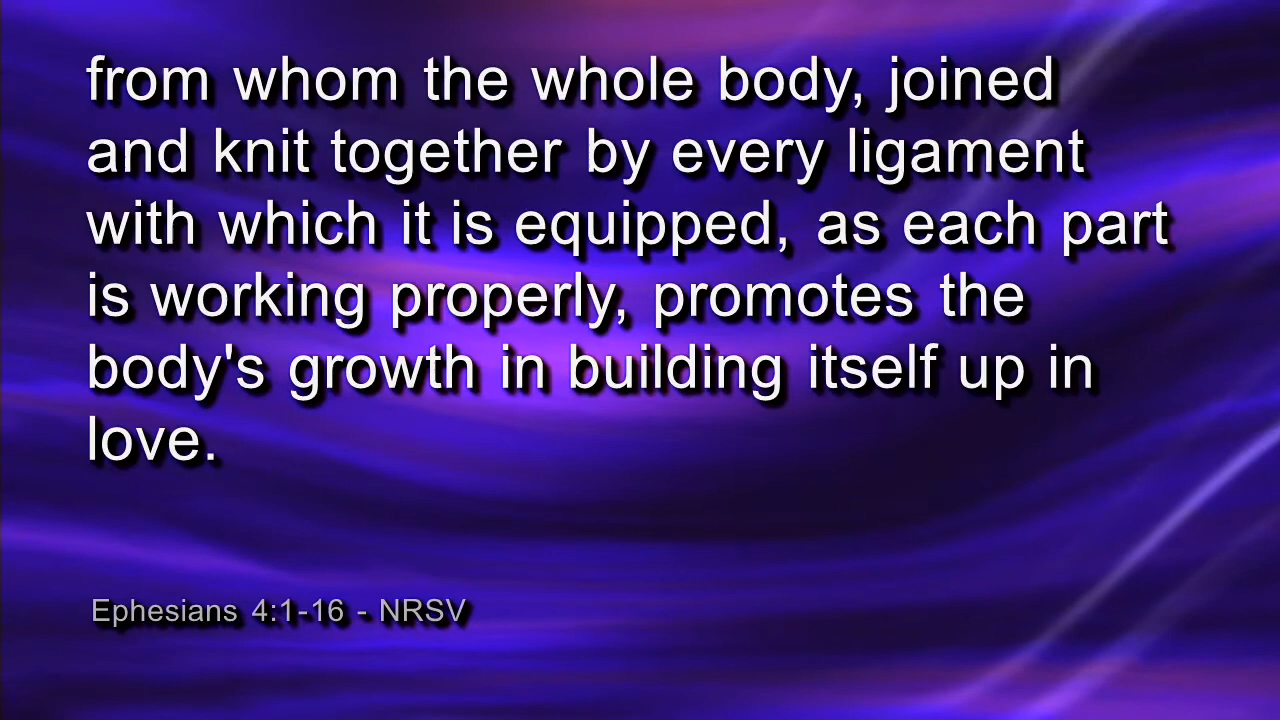 from whom the whole body, joined
and knit together by every ligament
with which it is equipped, as each part
is working properly, promotes the
body's growth in building itself up in
love.
Ephesians 4:1-16 - NRSV